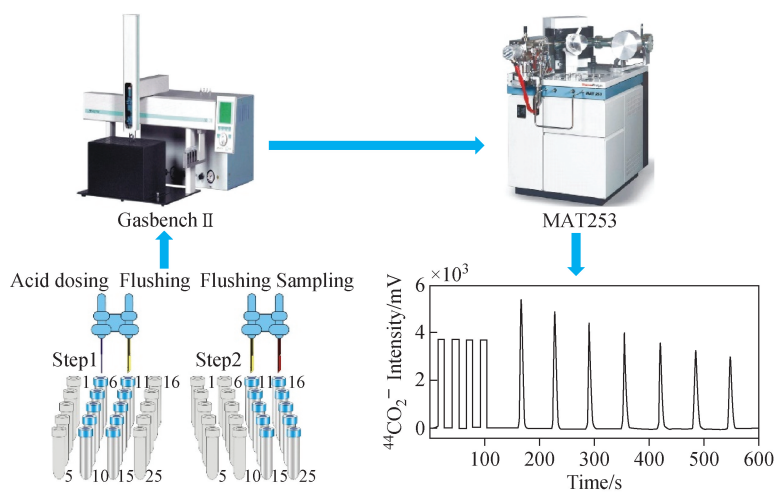 Gasbench Ⅱ
MAT253
Acid dosing Flushing Flushing Sampling
Step1
Step2
1 6 11 16
5 10 15 25
1 6 11 16
5 10 15 25
×10³
6
4
2
0
⁴⁴CO₂⁻ Intensity/mV
100 200 300 400 500 600
Time/s